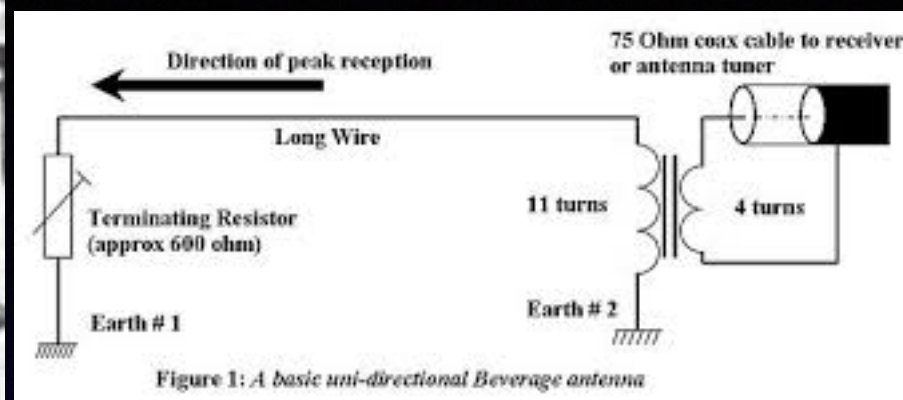 75 Ohm coax cable to receiver
or antenna tuner
Direction of peak reception
Long Wire
11 turns
4 turns
Terminating Resistor
(approx 600 ohm)
Earth # 1
Earth # 2
Figure 1: A basic uni-directional Beverage antenna